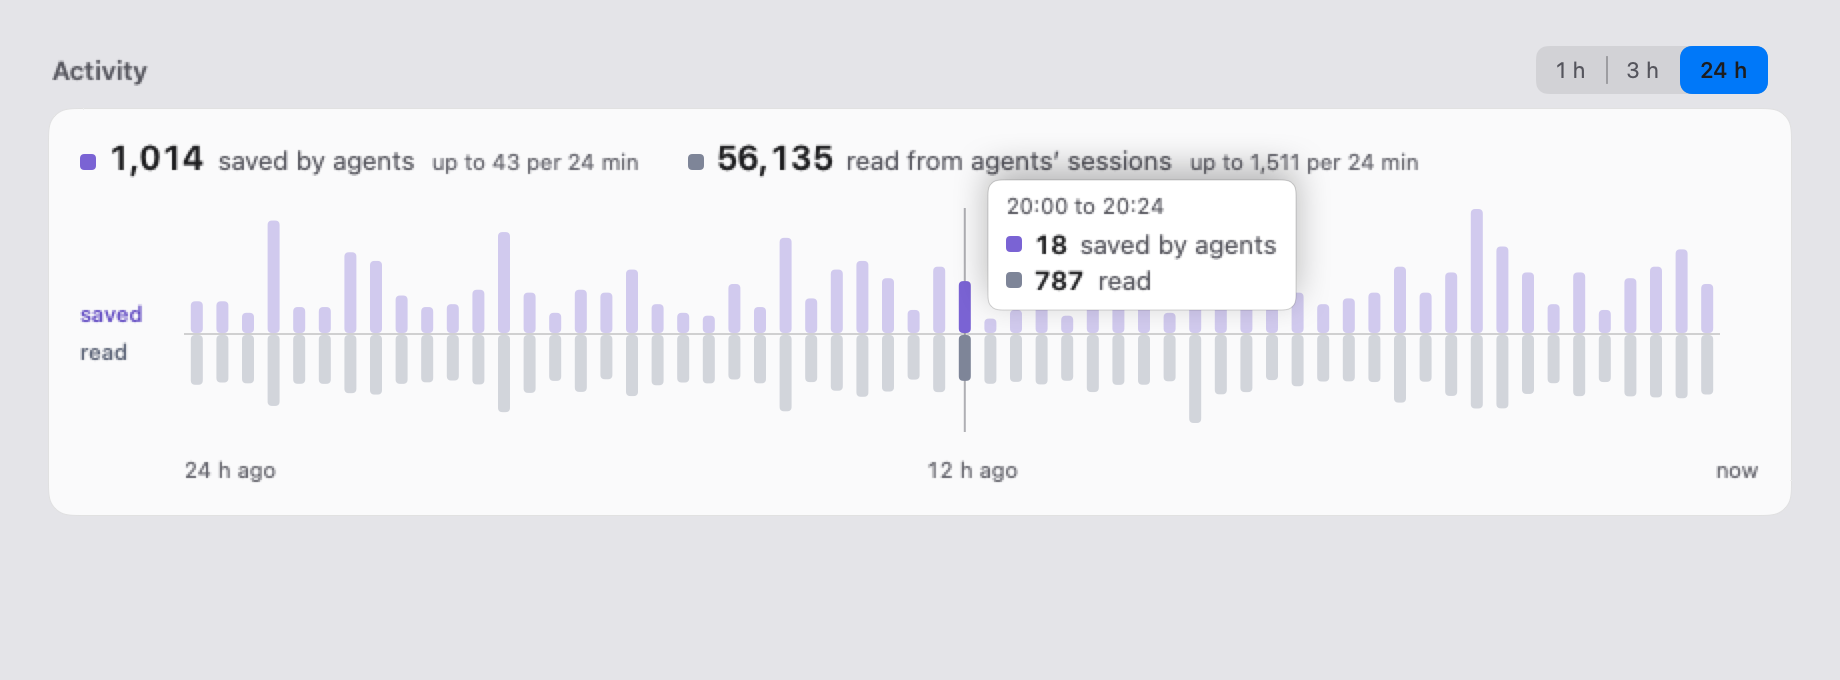 Activity
1 h 3 h 24 h
1,014 saved by agents up to 43 per 24 min
56,135 read from agents’ sessions up to 1,511 per 24 min
20:00 to 20:24
18 saved by agents
787 read
saved
read
24 h ago
12 h ago
now